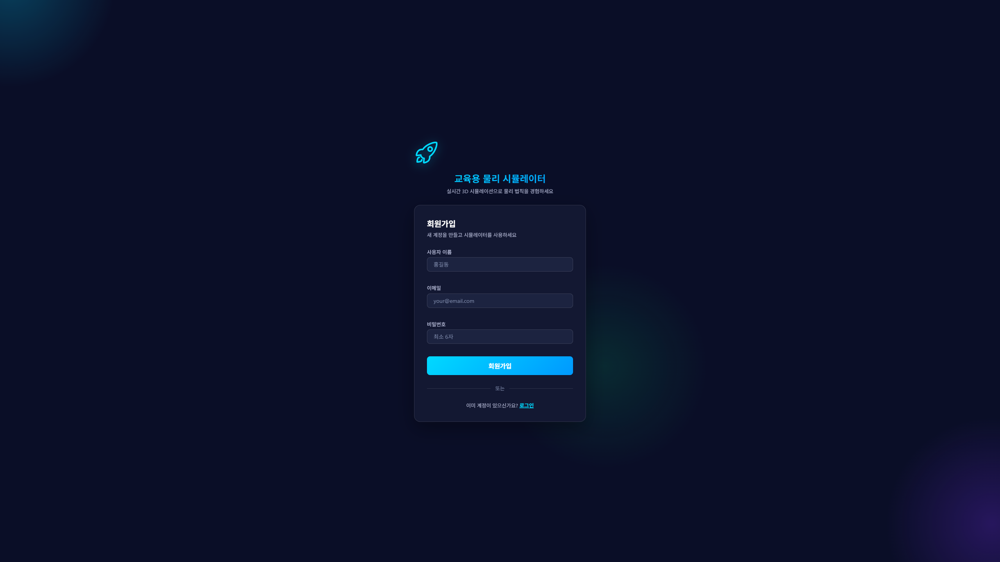 교육용 물리 시뮬레이터
실시간 3D 시뮬레이션으로 물리 법칙을 경험하세요
회원가입
새 계정을 만들고 시뮬레이터를 사용하세요
사용자 이름
홍길동
이메일
your@email.com
비밀번호
최소 6자
회원가입
또는
이미 계정이 있으신가요? 로그인